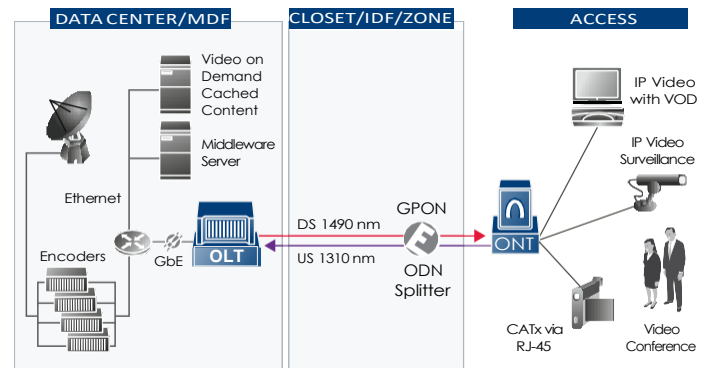 DATA CENTER/MDF
CLOSET/IDF/ZONE
ACCESS
Video on
Demand
Cached
Content
Middleware
Server
Ethernet
Encoders
GbE
OLT
DS 1490 nm
US 1310 nm
GPON
ODN
Splitter
ONT
IP Video
with VOD
IP Video
Surveillance
CATx via
RJ-45
Video
Conference